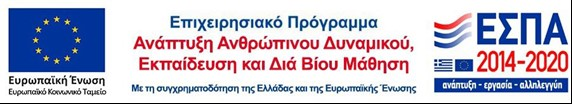 Ευρωπαϊκή Ένωση
Ευρωπαϊκό Κοινωνικό Ταμείο
Επιχειρησιακό Πρόγραμμα
Ανάπτυξη Ανθρώπινου Δυναμικού,
Εκπαίδευση και Διά Βίου Μάθηση
Με τη συγχρηματοδότηση της Ελλάδας και της Ευρωπαϊκής Ένωσης
ΕΣΠΑ
2014-2020
ανάπτυξη - εργασία - αλληλεγγύη